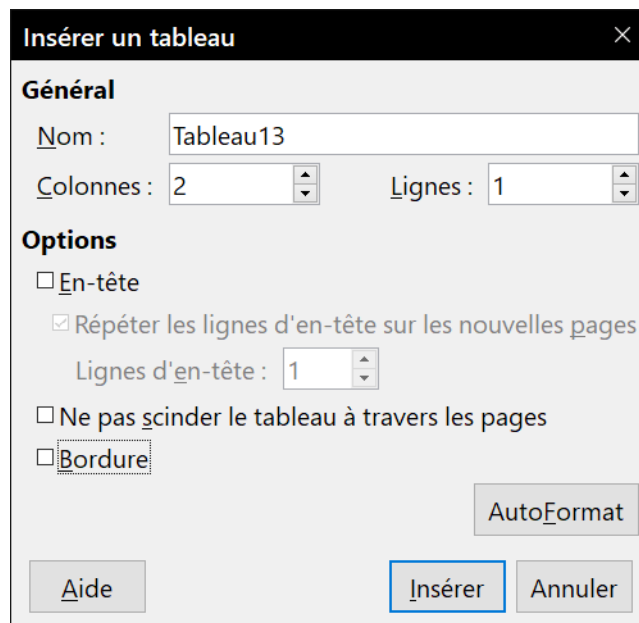 Insérer un tableau
Général
Nom : Tableau13
Colonnes : 2 Lignes : 1
Options
En-tête
Répéter les lignes d'en-tête sur les nouvelles pages
Lignes d'en-tête : 1
Ne pas scinder le tableau à travers les pages
Bordure
AutoFormat
Aide Insérer Annuler